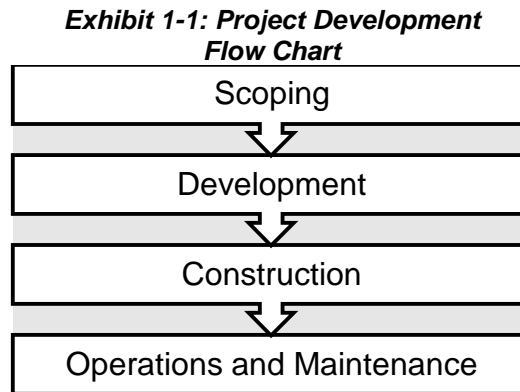 Exhibit 1-1: Project Development
Flow Chart
Scoping
Development
Construction
Operations and Maintenance